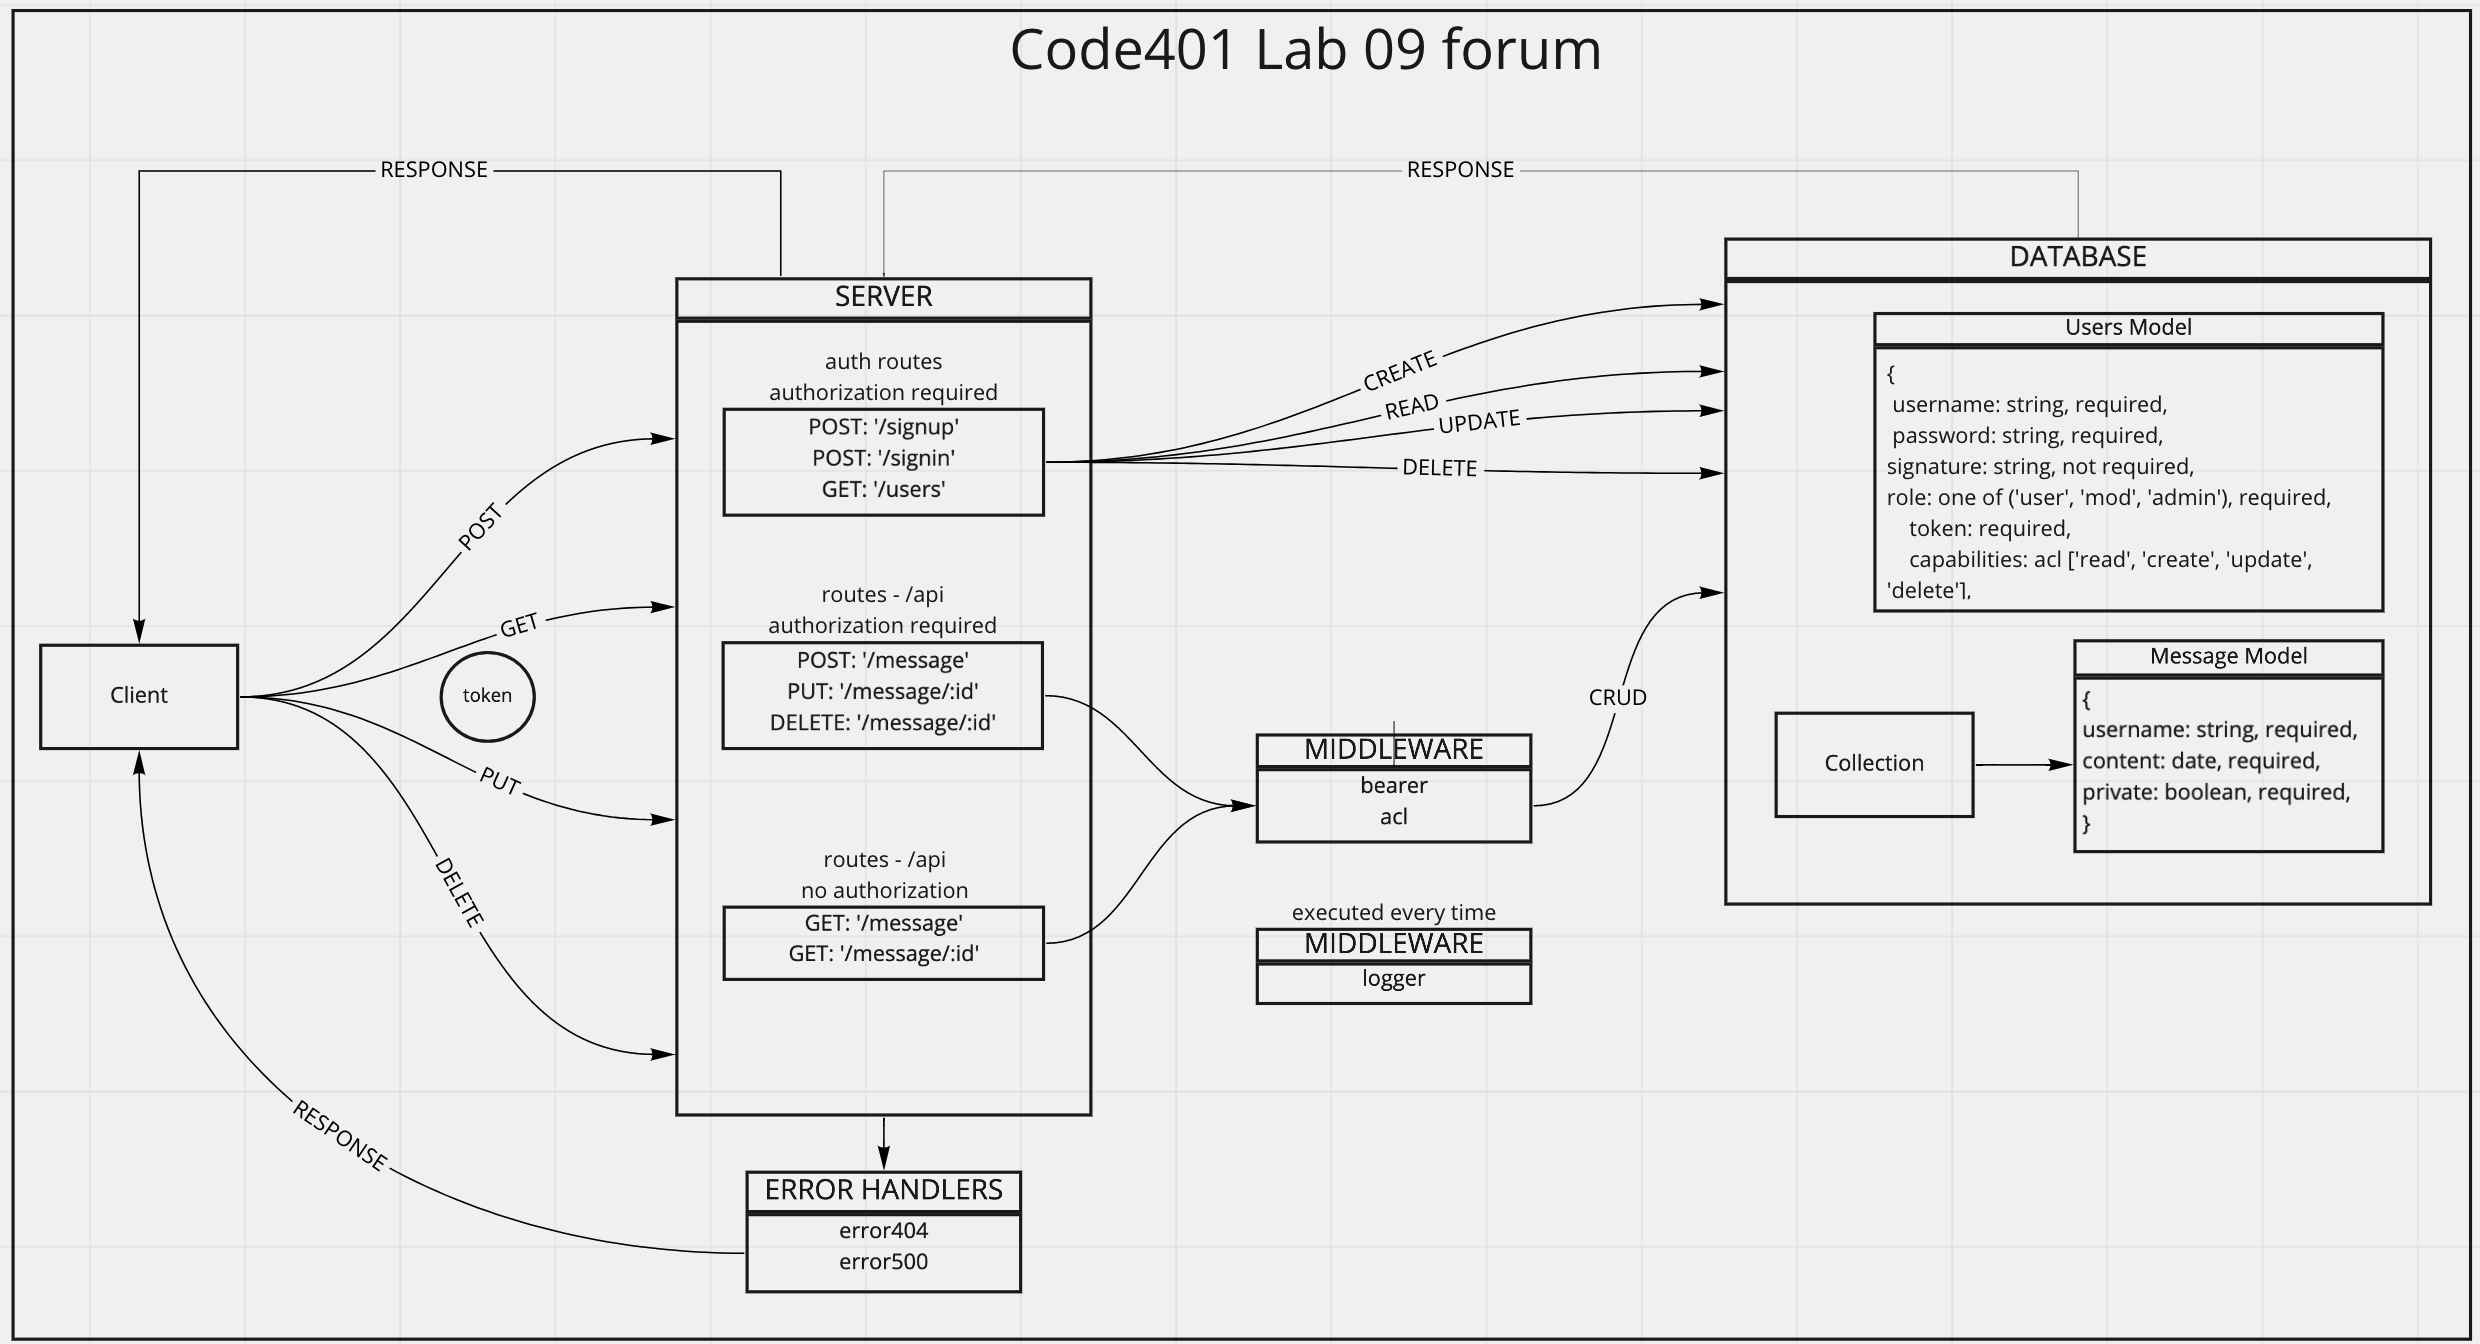 Code401 Lab 09 forum
RESPONSE
RESPONSE
Client
POST
GET
token
PUT
DELETE
RESPONSE
SERVER
auth routes
authorization required
POST: '/signup'
POST: '/signin'
GET: '/users'
routes - /api
authorization required
POST: '/message'
PUT: '/message/:id'
DELETE: '/message/:id'
routes - /api
no authorization
GET: '/message'
GET: '/message/:id'
ERROR HANDLERS
error404
error500
CREATE
READ
UPDATE
DELETE
CRUD
MIDDLEWARE
bearer
acl
executed every time
MIDDLEWARE
logger
DATABASE
Users Model
{
username: string, required,
password: string, required,
signature: string, not required,
role: one of ('user', 'mod', 'admin'), required,
token: required,
capabilities: acl ['read', 'create', 'update',
'delete'],
Collection
Message Model
{
username: string, required,
content: date, required,
private: boolean, required,
}